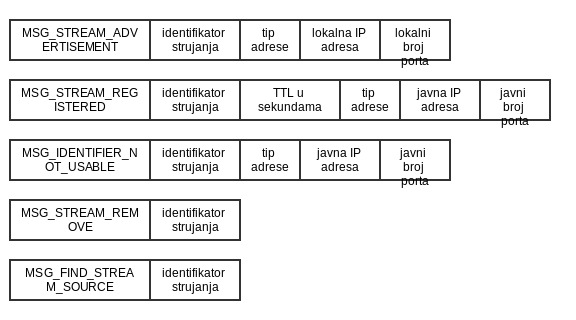 MSG_STREAM_ADV
ERTISEMENT
identifikator
strujanja
tip
adrese
lokalna IP
adresa
lokalni
broj
porta
MSG_STREAM_REG
ISTERED
identifikator
strujanja
TTL u
sekundama
tip
adrese
javna IP
adresa
javni
broj
porta
MSG_IDENTIFIER_N
OT_USABLE
identifikator
strujanja
tip
adrese
javna IP
adresa
javni
broj
porta
MSG_STREAM_REM
OVE
identifikator
strujanja
MSG_FIND_STREA
M_SOURCE
identifikator
strujanja